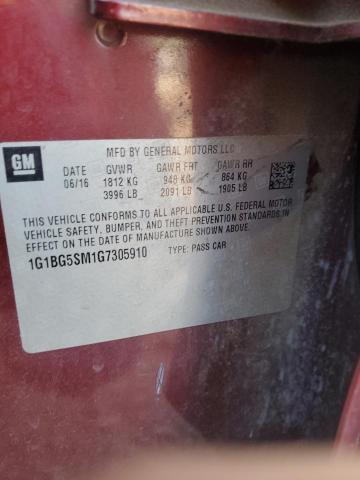 GM
MFD BY GENERAL MOTORS LLC
DATE GVWR GAWR FRT GAWR RR
06/16 1812 KG 948 KG 864 KG
3996 LB 2091 LB 1905 LB
THIS VEHICLE CONFORMS TO ALL APPLICABLE U.S. FEDERAL MOTOR
VEHICLE SAFETY, BUMPER, AND THEFT PREVENTION STANDARDS IN
EFFECT ON THE DATE OF MANUFACTURE SHOWN ABOVE.
1G1BG5SM1G7305910 TYPE: PASS CAR